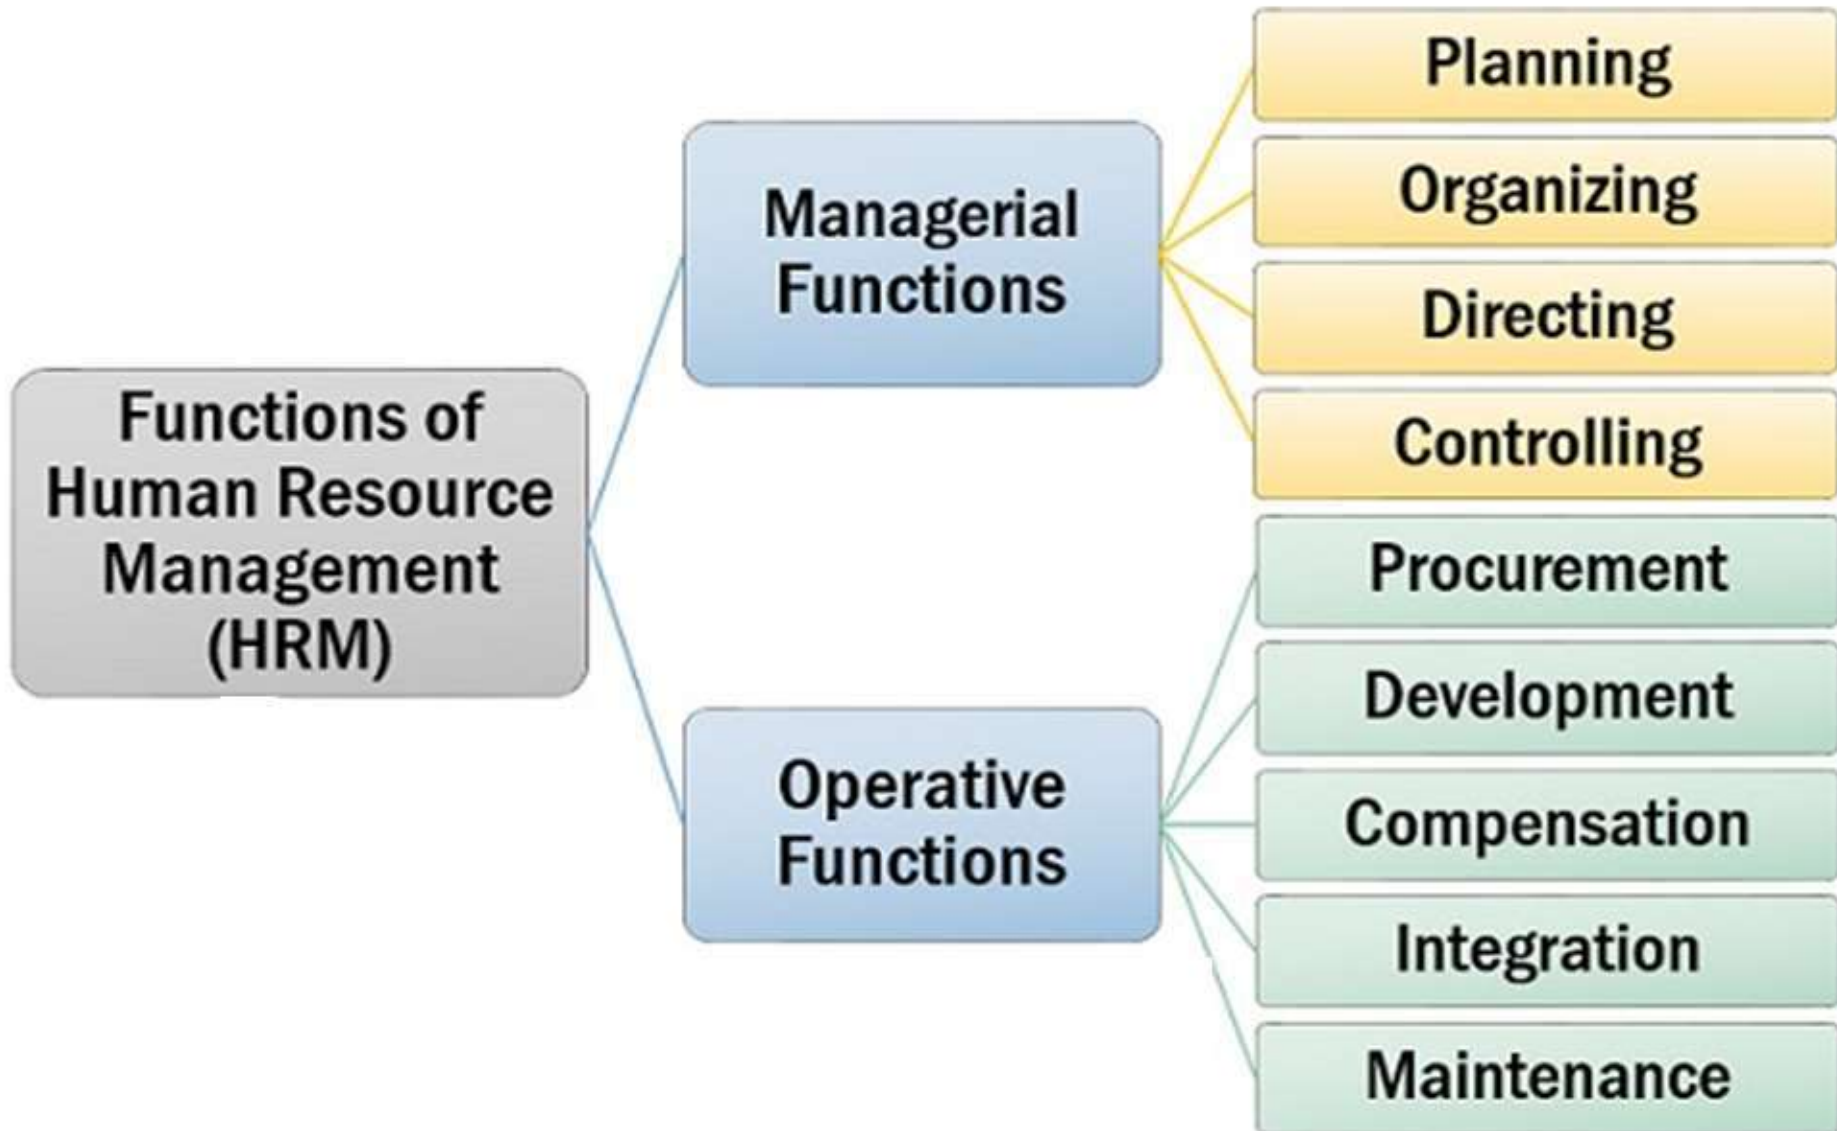 Functions of
Human Resource
Management
(HRM)
Managerial
Functions
Planning
Organizing
Directing
Controlling
Operative
Functions
Procurement
Development
Compensation
Integration
Maintenance